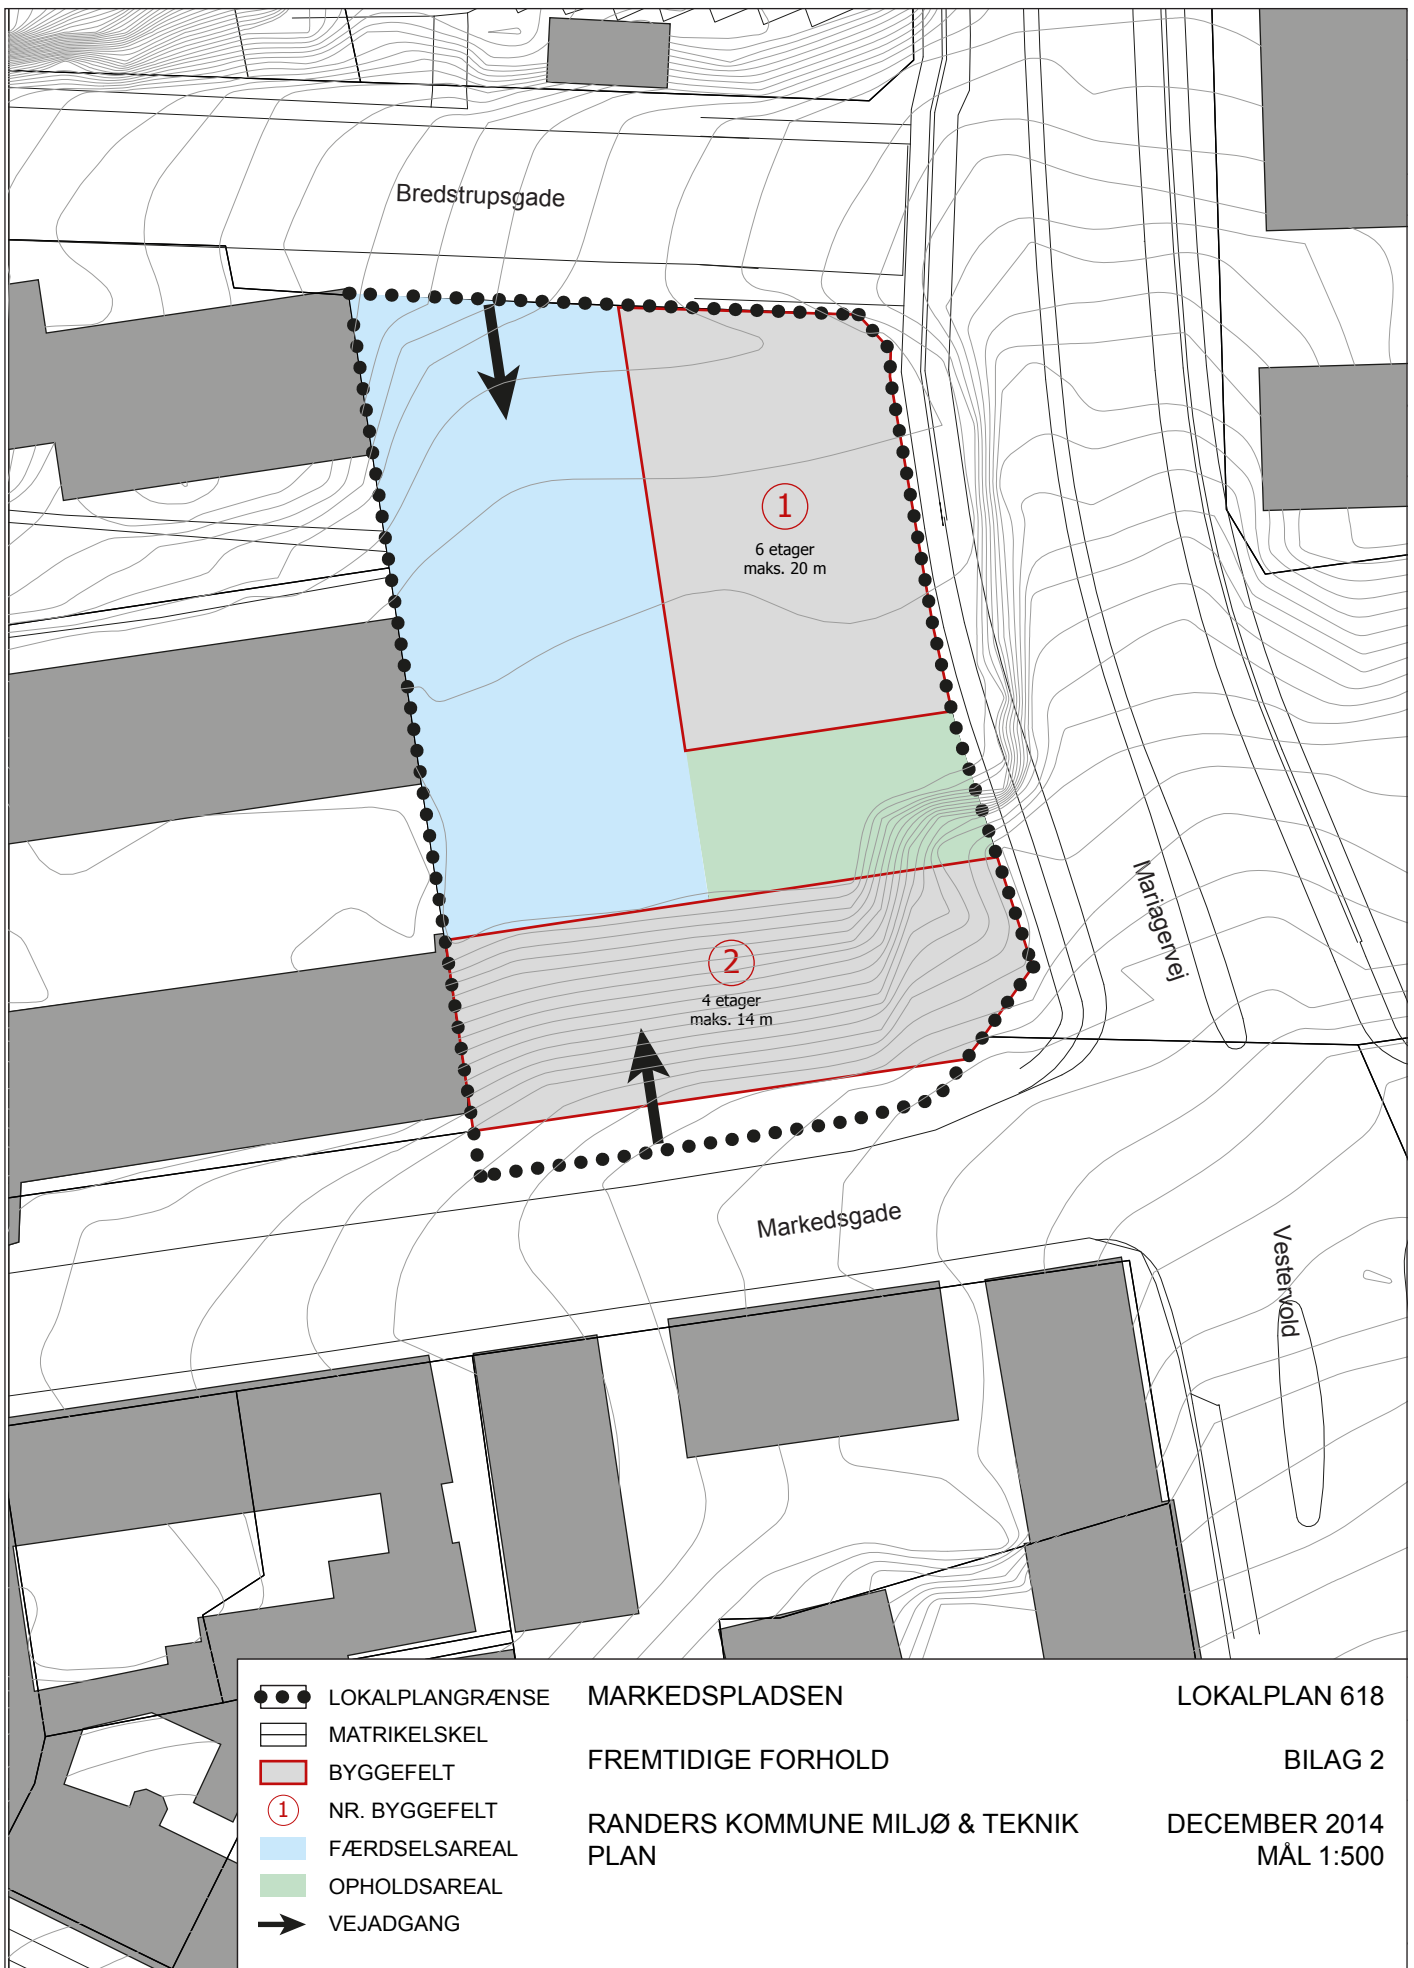 Bredstrupsgade
1
6 etager
maks. 20 m
Mariagervej
2
4 etager
maks. 14 m
Markedsgade
Vestervold
LOKALPLANGRÆNSE
MATRIKELSKEL
BYGGEFELT
1 NR. BYGGEFELT
FÆRDSELSAREAL
OPHOLDSAREAL
VEJADGANG
MARKEDSPLADSEN
FREMTIDIGE FORHOLD
RANDERS KOMMUNE MILJØ & TEKNIK
PLAN
LOKALPLAN 618
BILAG 2
DECEMBER 2014
MÅL 1:500